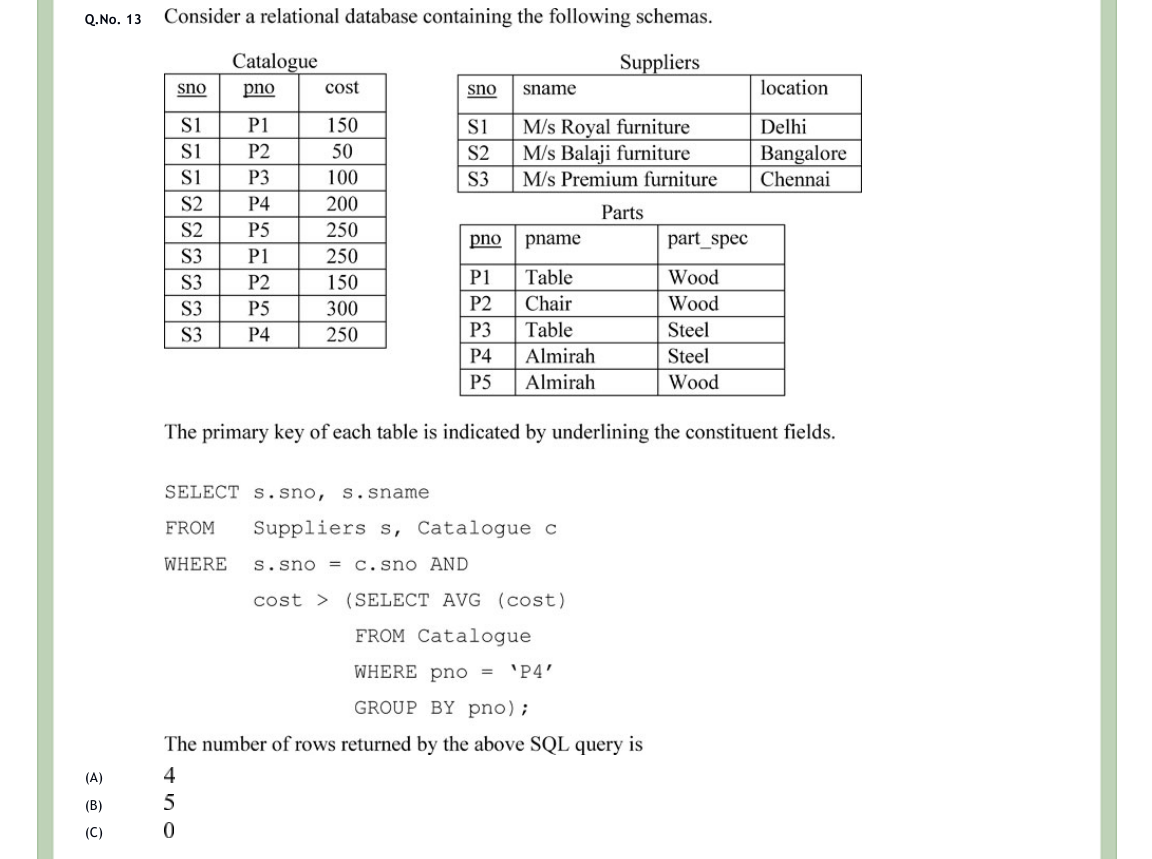 Q.No. 13 Consider a relational database containing the following schemas.
Catalogue
sno pno cost
S1 P1 150
S1 P2 50
S1 P3 100
S2 P4 200
S2 P5 250
S3 P1 250
S3 P2 150
S3 P5 300
S3 P4 250
Suppliers
sno sname location
S1 M/s Royal furniture Delhi
S2 M/s Balaji furniture Bangalore
S3 M/s Premium furniture Chennai
Parts
pno pname part_spec
P1 Table Wood
P2 Chair Wood
P3 Table Steel
P4 Almirah Steel
P5 Almirah Wood
The primary key of each table is indicated by underlining the constituent fields.
SELECT s.sno, s.sname
FROM Suppliers s, Catalogue c
WHERE s.sno = c.sno AND
cost > (SELECT AVG (cost)
FROM Catalogue
WHERE pno = ‘P4’
GROUP BY pno);
The number of rows returned by the above SQL query is
(A) 4
(B) 5
(C) 0